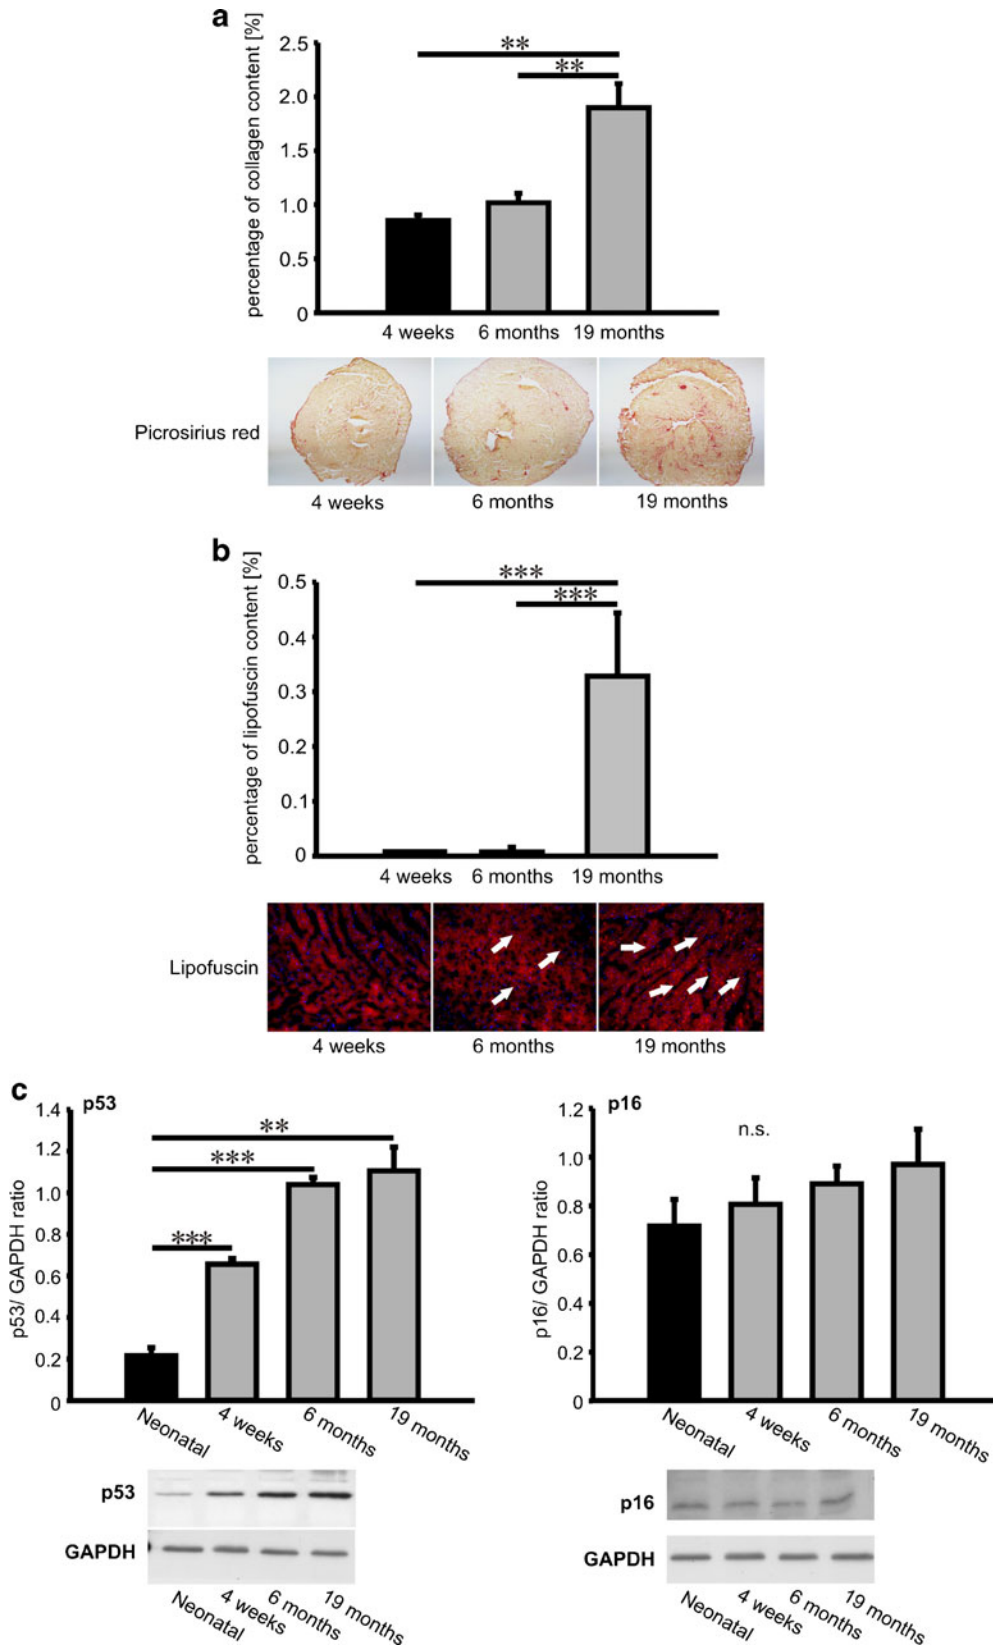 a
percentage of collagen content [%]
2.5
2.0
1.5
1.0
0.5
0
**
**
4 weeks 6 months 19 months
Picrosirius red
4 weeks 6 months 19 months
b
percentage of lipofuscin content [%]
0.5
0.4
0.3
0.2
0.1
0
***
***
4 weeks 6 months 19 months
Lipofuscin
4 weeks 6 months 19 months
c
p53
p53/ GAPDH ratio
1.4
1.2
1.0
0.8
0.6
0.4
0.2
0
**
***
***
Neonatal 4 weeks 6 months 19 months
p53
GAPDH
Neonatal 4 weeks 6 months 19 months
p16
p16/ GAPDH ratio
1.2
1.0
0.8
0.6
0.4
0.2
0
n.s.
Neonatal 4 weeks 6 months 19 months
p16
GAPDH
Neonatal 4 weeks 6 months 19 months